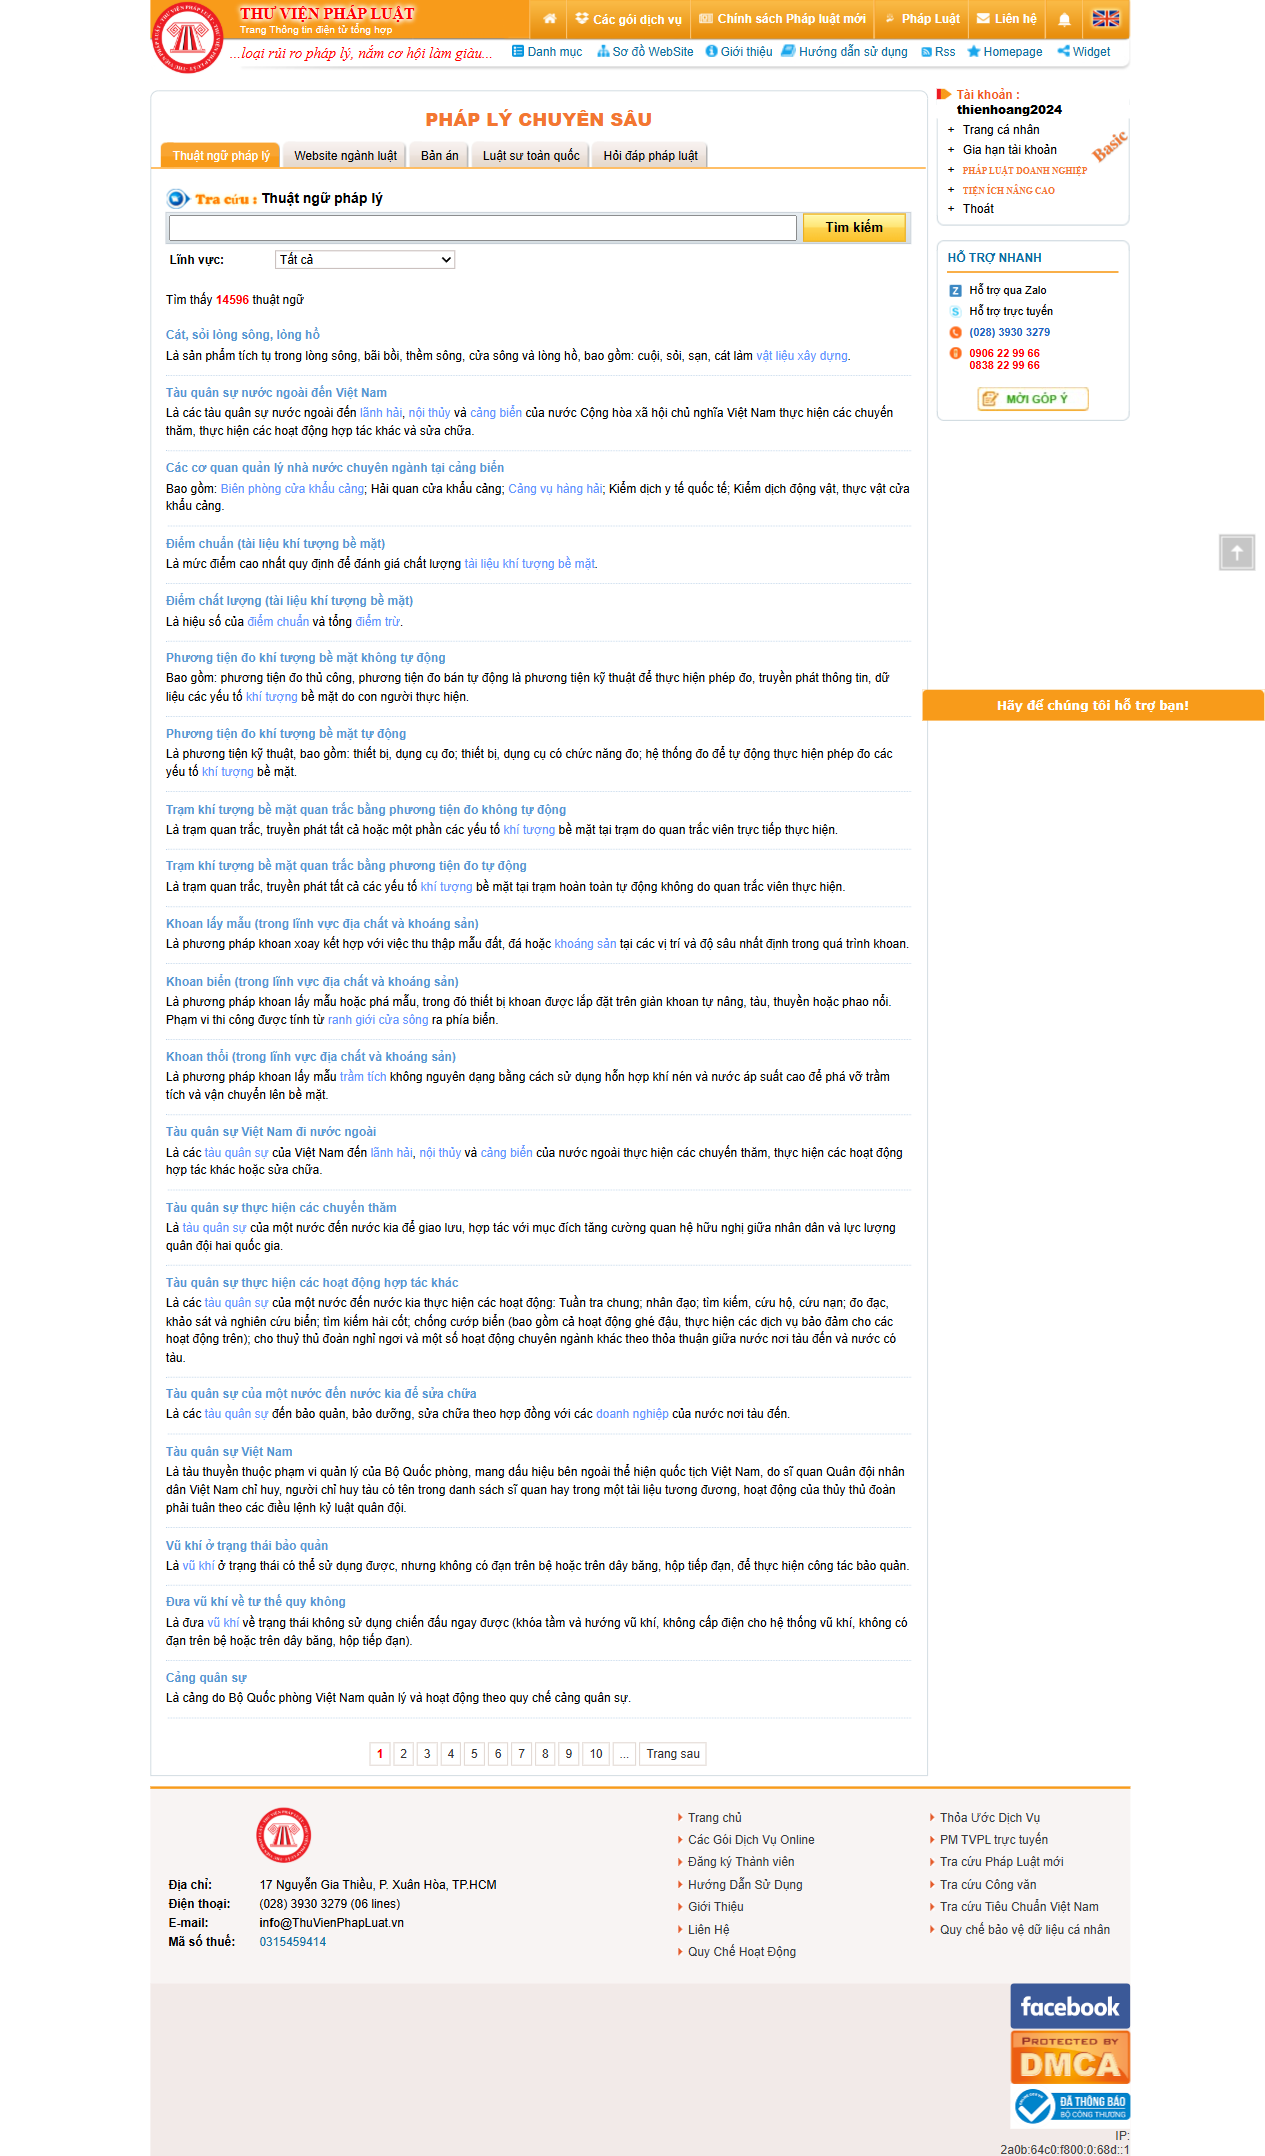 THƯ VIỆN PHÁP LUẬT
Trang Thông tin điện tử tổng hợp
...loại rủi ro pháp lý, nắm cơ hội làm giàu...
Các gói dịch vụ
Chính sách Pháp luật mới
Pháp Luật
Liên hệ
Danh mục
Sơ đồ WebSite
Giới thiệu
Hướng dẫn sử dụng
Rss
Homepage
Widget
PHÁP LÝ CHUYÊN SÂU
Thuật ngữ pháp lý
Website ngành luật
Bản án
Luật sư toàn quốc
Hỏi đáp pháp luật
Tra cứu : Thuật ngữ pháp lý
Tìm kiếm
Lĩnh vực:
Tất cả
Tìm thấy 14596 thuật ngữ
Cát, sỏi lòng sông, lòng hồ
Là sản phẩm tích tụ trong lòng sông, bãi bồi, thềm sông, cửa sông và lòng hồ, bao gồm: cuội, sỏi, sạn, cát làm vật liệu xây dựng.
Tàu quân sự nước ngoài đến Việt Nam
Là các tàu quân sự nước ngoài đến lãnh hải, nội thủy và cảng biển của nước Cộng hòa xã hội chủ nghĩa Việt Nam thực hiện các chuyến
thăm, thực hiện các hoạt động hợp tác khác và sửa chữa.
Các cơ quan quản lý nhà nước chuyên ngành tại cảng biển
Bao gồm: Biên phòng cửa khẩu cảng; Hải quan cửa khẩu cảng; Cảng vụ hàng hải; Kiểm dịch y tế quốc tế; Kiểm dịch động vật, thực vật cửa
khẩu cảng.
Điểm chuẩn (tài liệu khí tượng bề mặt)
Là mức điểm cao nhất quy định để đánh giá chất lượng tài liệu khí tượng bề mặt.
Điểm chất lượng (tài liệu khí tượng bề mặt)
Là hiệu số của điểm chuẩn và tổng điểm trừ.
Phương tiện đo khí tượng bề mặt không tự động
Bao gồm: phương tiện đo thủ công, phương tiện đo bán tự động là phương tiện kỹ thuật để thực hiện phép đo, truyền phát thông tin, dữ
liệu các yếu tố khí tượng bề mặt do con người thực hiện.
Phương tiện đo khí tượng bề mặt tự động
Là phương tiện kỹ thuật, bao gồm: thiết bị, dụng cụ đo; thiết bị, dụng cụ có chức năng đo; hệ thống đo để tự động thực hiện phép đo các
yếu tố khí tượng bề mặt.
Trạm khí tượng bề mặt quan trắc bằng phương tiện đo không tự động
Là trạm quan trắc, truyền phát tất cả hoặc một phần các yếu tố khí tượng bề mặt tại trạm do quan trắc viên trực tiếp thực hiện.
Trạm khí tượng bề mặt quan trắc bằng phương tiện đo tự động
Là trạm quan trắc, truyền phát tất cả các yếu tố khí tượng bề mặt tại trạm hoàn toàn tự động không do quan trắc viên thực hiện.
Khoan lấy mẫu (trong lĩnh vực địa chất và khoáng sản)
Là phương pháp khoan xoay kết hợp với việc thu thập mẫu đất, đá hoặc khoáng sản tại các vị trí và độ sâu nhất định trong quá trình khoan.
Khoan biển (trong lĩnh vực địa chất và khoáng sản)
Là phương pháp khoan lấy mẫu hoặc phá mẫu, trong đó thiết bị khoan được lắp đặt trên giàn khoan tự nâng, tàu, thuyền hoặc phao nổi.
Phạm vi thi công được tính từ ranh giới cửa sông ra phía biển.
Khoan thổi (trong lĩnh vực địa chất và khoáng sản)
Là phương pháp khoan lấy mẫu trầm tích không nguyên dạng bằng cách sử dụng hỗn hợp khí nén và nước áp suất cao để phá vỡ trầm
tích và vận chuyển lên bề mặt.
Tàu quân sự Việt Nam đi nước ngoài
Là các tàu quân sự của Việt Nam đến lãnh hải, nội thủy và cảng biển của nước ngoài thực hiện các chuyến thăm, thực hiện các hoạt động
hợp tác khác hoặc sửa chữa.
Tàu quân sự thực hiện các chuyến thăm
Là tàu quân sự của một nước đến nước kia để giao lưu, hợp tác với mục đích tăng cường quan hệ hữu nghị giữa nhân dân và lực lượng
quân đội hai quốc gia.
Tàu quân sự thực hiện các hoạt động hợp tác khác
Là các tàu quân sự của một nước đến nước kia thực hiện các hoạt động: Tuần tra chung; nhân đạo; tìm kiếm, cứu hộ, cứu nạn; đo đạc,
khảo sát và nghiên cứu biển; tìm kiếm hài cốt; chống cướp biển (bao gồm cả hoạt động ghé đậu, thực hiện các dịch vụ bảo đảm cho các
hoạt động trên); cho thuỷ thủ đoàn nghỉ ngơi và một số hoạt động chuyên ngành khác theo thỏa thuận giữa nước nơi tàu đến và nước có
tàu.
Tàu quân sự của một nước đến nước kia để sửa chữa
Là các tàu quân sự đến bảo quản, bảo dưỡng, sửa chữa theo hợp đồng với các doanh nghiệp của nước nơi tàu đến.
Tàu quân sự Việt Nam
Là tàu thuyền thuộc phạm vi quản lý của Bộ Quốc phòng, mang dấu hiệu bên ngoài thể hiện quốc tịch Việt Nam, do sĩ quan Quân đội nhân
dân Việt Nam chỉ huy, người chỉ huy tàu có tên trong danh sách sĩ quan hay trong một tài liệu tương đương, hoạt động của thủy thủ đoàn
phải tuân theo các điều lệnh kỷ luật quân đội.
Vũ khí ở trạng thái bảo quản
Là vũ khí ở trạng thái có thể sử dụng được, nhưng không có đạn trên bệ hoặc trên dây băng, hộp tiếp đạn, để thực hiện công tác bảo quản.
Đưa vũ khí về tư thế quy không
Là đưa vũ khí về trạng thái không sử dụng chiến đấu ngay được (khóa tầm và hướng vũ khí, không cấp điện cho hệ thống vũ khí, không có
đạn trên bệ hoặc trên dây băng, hộp tiếp đạn).
Cảng quân sự
Là cảng do Bộ Quốc phòng Việt Nam quản lý và hoạt động theo quy chế cảng quân sự.
1 2 3 4 5 6 7 8 9 10 ... Trang sau
Tài khoản :
thienhoang2024
Basic
+ Trang cá nhân
+ Gia hạn tài khoản
+ PHÁP LUẬT DOANH NGHIỆP
+ TIỆN ÍCH NÂNG CAO
+ Thoát
HỖ TRỢ NHANH
Hỗ trợ qua Zalo
Hỗ trợ trực tuyến
(028) 3930 3279
0906 22 99 66
0838 22 99 66
MỜI GÓP Ý
Hãy để chúng tôi hỗ trợ bạn!
Địa chỉ: 17 Nguyễn Gia Thiều, P. Xuân Hòa, TP.HCM
Điện thoại: (028) 3930 3279 (06 lines)
E-mail: info@ThuVienPhapLuat.vn
Mã số thuế: 0315459414
Trang chủ
Các Gói Dịch Vụ Online
Đăng ký Thành viên
Hướng Dẫn Sử Dụng
Giới Thiệu
Liên Hệ
Quy Chế Hoạt Động
Thỏa Ước Dịch Vụ
PM TVPL trực tuyến
Tra cứu Pháp Luật mới
Tra cứu Công văn
Tra cứu Tiêu Chuẩn Việt Nam
Quy chế bảo vệ dữ liệu cá nhân
facebook
PROTECTED BY
DMCA
ĐÃ THÔNG BÁO
BỘ CÔNG THƯƠNG
IP:
2a0b:64c0:f800:0:68d::1